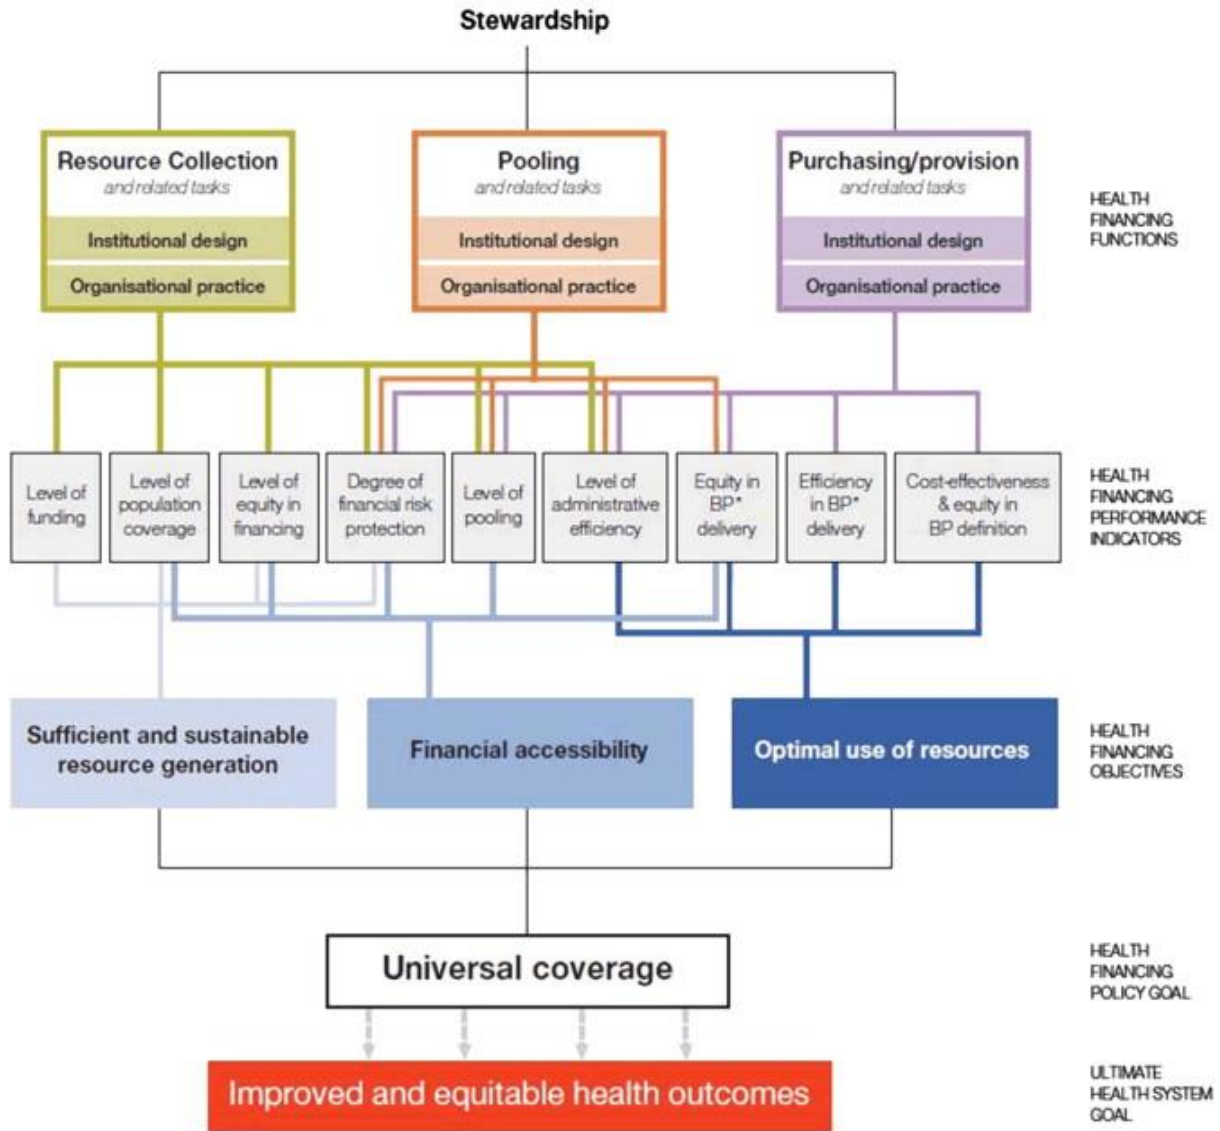 Stewardship
Resource Collection
and related tasks
Institutional design
Organisational practice
Pooling
and related tasks
Institutional design
Organisational practice
Purchasing/provision
and related tasks
Institutional design
Organisational practice
HEALTH
FINANCING
FUNCTIONS
Level of
funding
Level of
population
coverage
Level of
equity in
financing
Degree of
financial risk
protection
Level of
pooling
Level of
administrative
efficiency
Equity in
BP*
delivery
Efficiency
in BP*
delivery
Cost-effectiveness
& equity in
BP definition
HEALTH
FINANCING
PERFORMANCE
INDICATORS
Sufficient and sustainable
resource generation
Financial accessibility
Optimal use of resources
HEALTH
FINANCING
OBJECTIVES
Universal coverage
HEALTH
FINANCING
POLICY GOAL
Improved and equitable health outcomes
ULTIMATE
HEALTH SYSTEM
GOAL